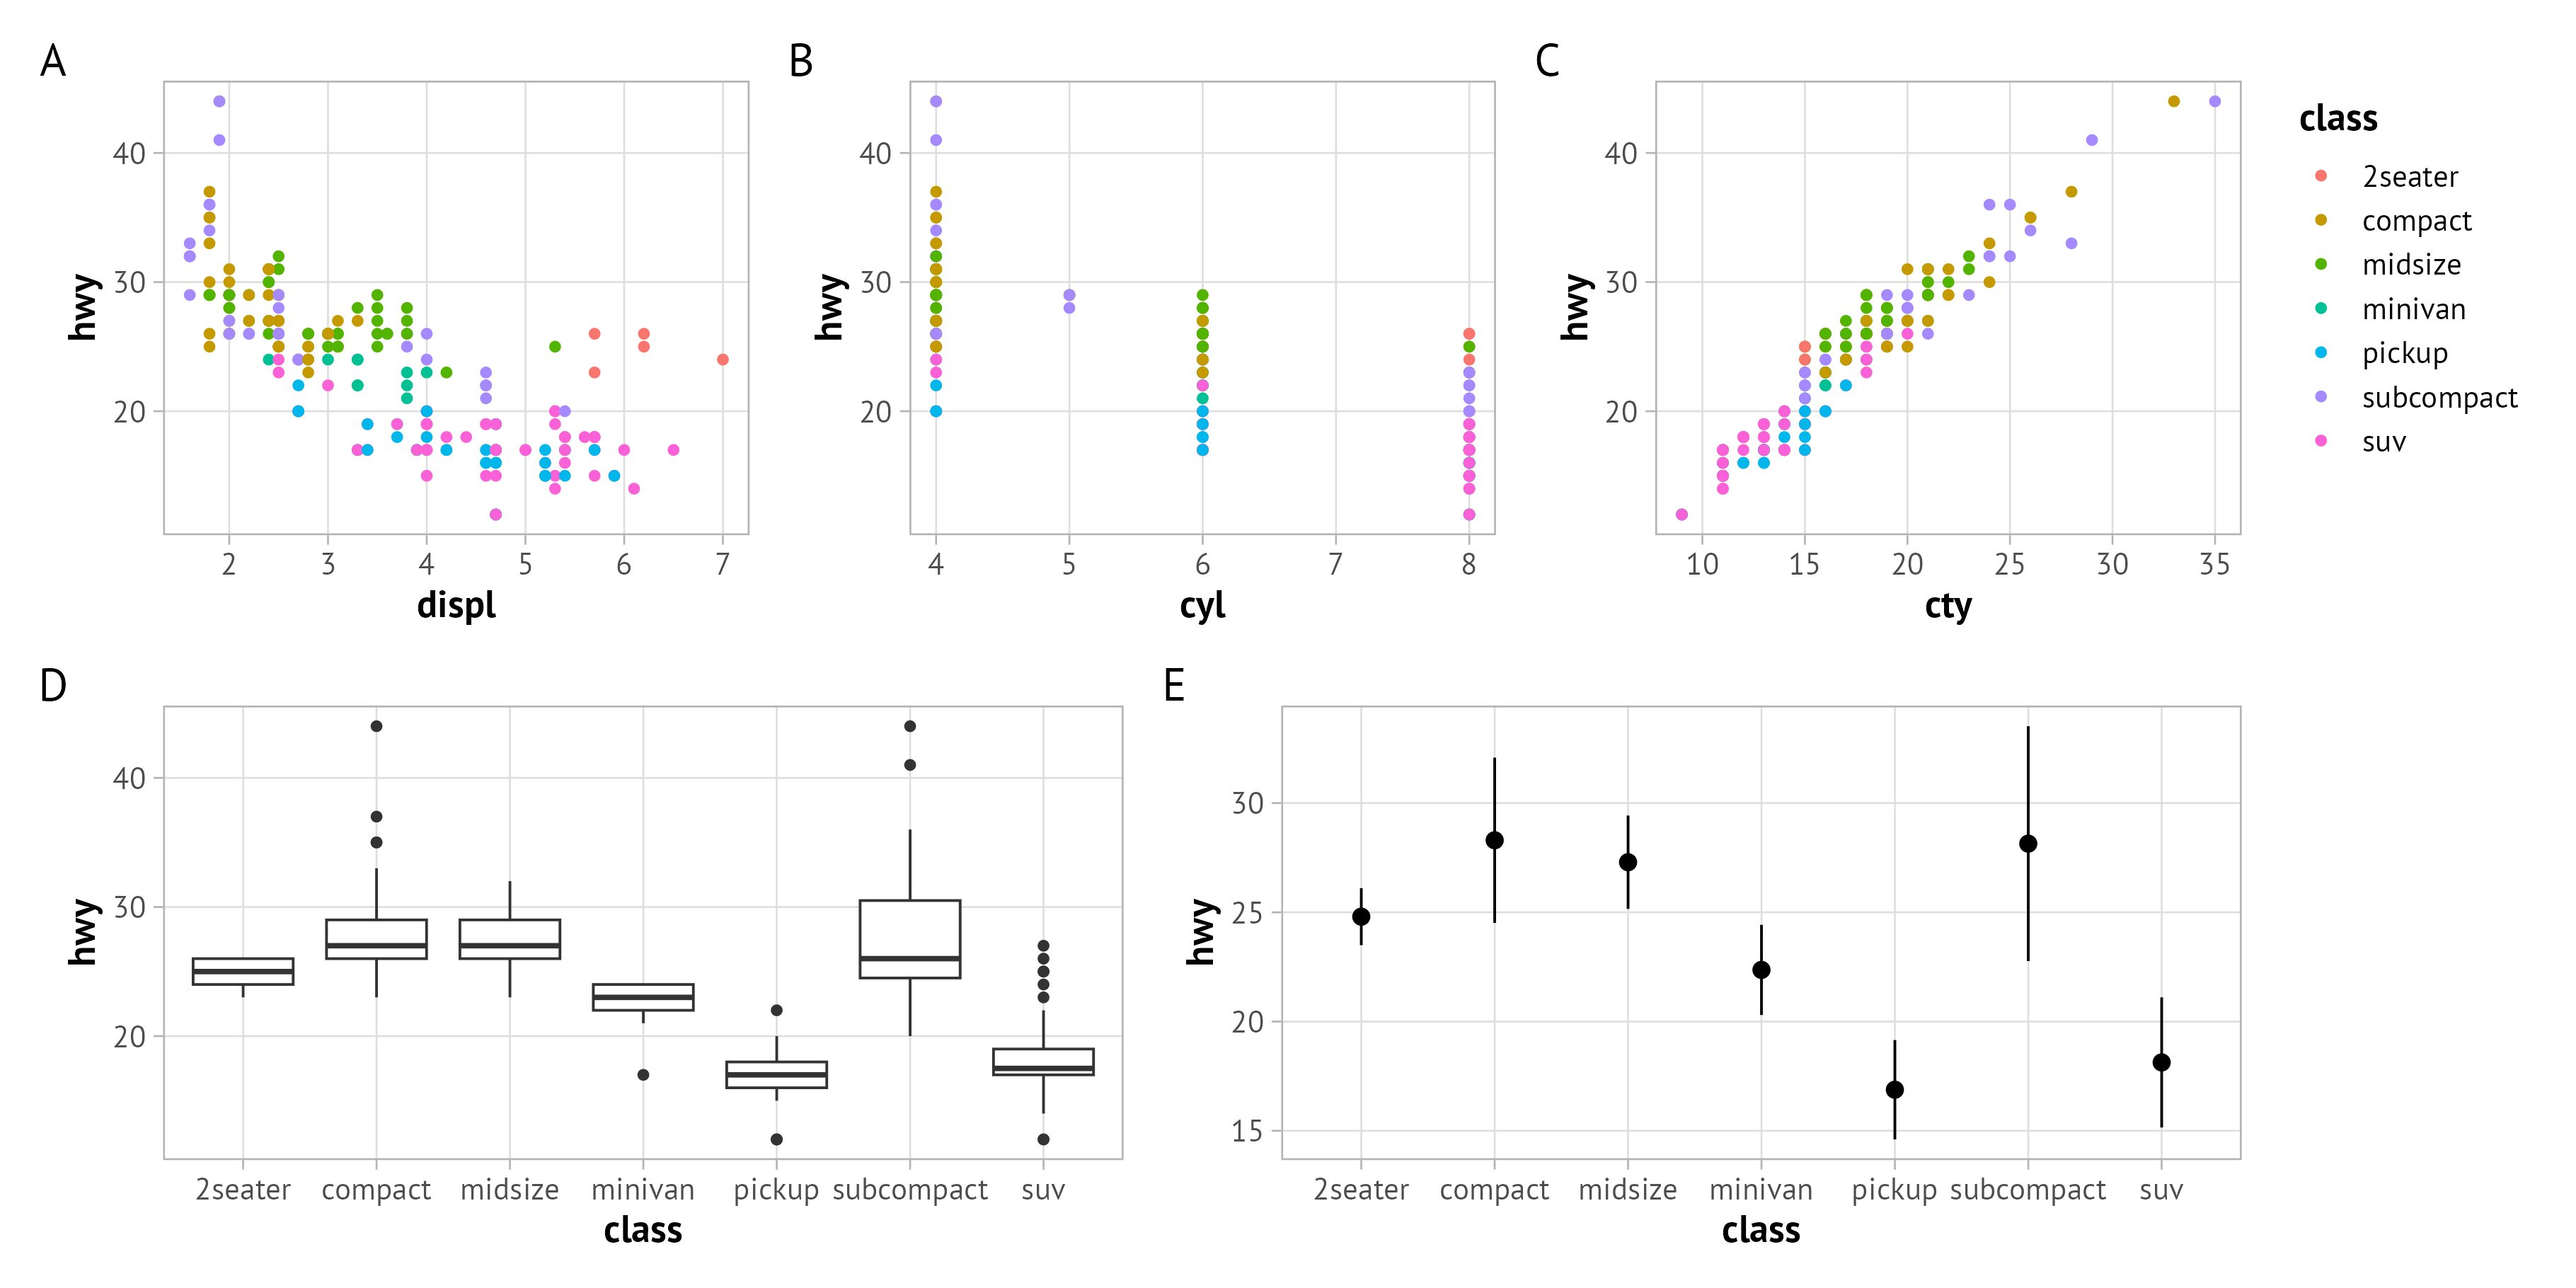 A
B
C
hwy
40
30
20
2 3 4 5 6 7
displ
hwy
40
30
20
4 5 6 7 8
cyl
hwy
40
30
20
10 15 20 25 30 35
cty
class
2seater
compact
midsize
minivan
pickup
subcompact
suv
D
hwy
40
30
20
2seater compact midsize minivan pickup subcompact suv
class
E
hwy
30
25
20
15
2seater compact midsize minivan pickup subcompact suv
class